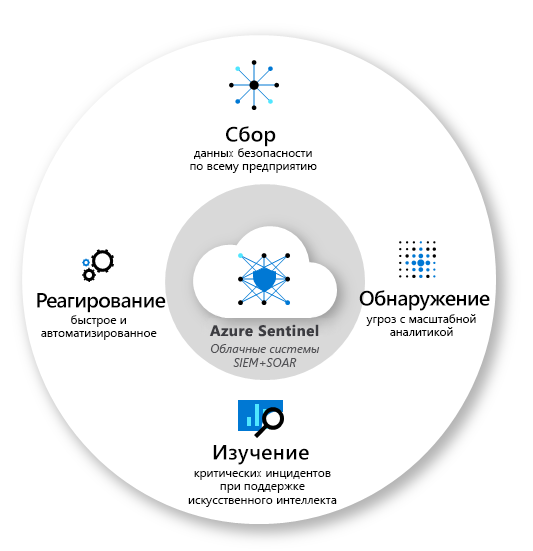 Сбор
данных безопасности
по всему предприятию
Реагирование
быстрое и
автоматизированное
Azure Sentinel
Облачные системы
SIEM+SOAR
Обнаружение
угроз с масштабной
аналитикой
Изучение
критических инцидентов
при поддержке
искусственного интеллекта